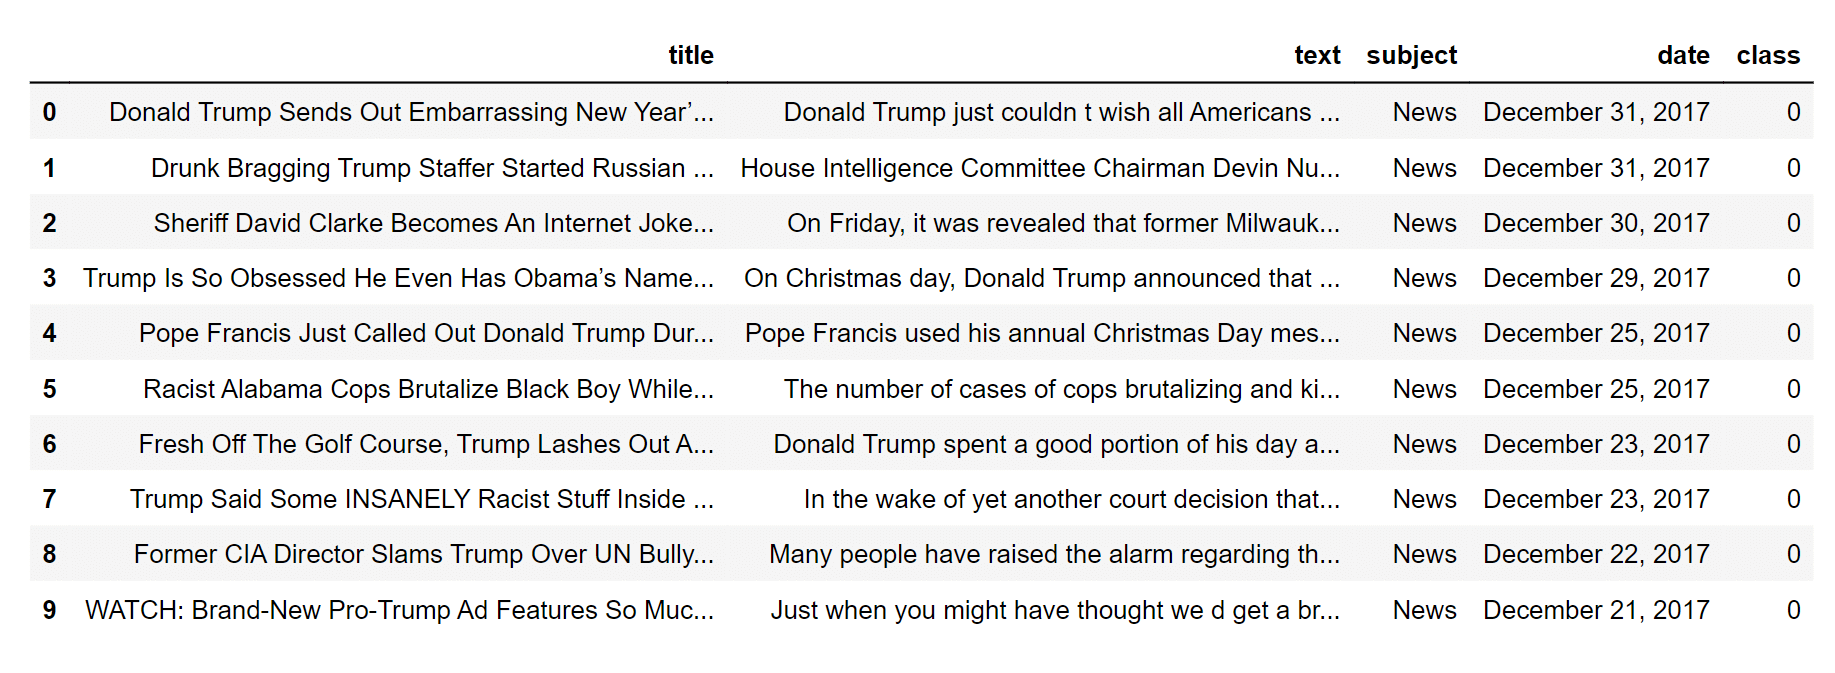 title text subject date class
0 Donald Trump Sends Out Embarrassing New Year’... Donald Trump just couldn t wish all Americans ... News December 31, 2017 0
1 Drunk Bragging Trump Staffer Started Russian ... House Intelligence Committee Chairman Devin Nu... News December 31, 2017 0
2 Sheriff David Clarke Becomes An Internet Joke... On Friday, it was revealed that former Milwauk... News December 30, 2017 0
3 Trump Is So Obsessed He Even Has Obama’s Name... On Christmas day, Donald Trump announced that ... News December 29, 2017 0
4 Pope Francis Just Called Out Donald Trump Dur... Pope Francis used his annual Christmas Day mes... News December 25, 2017 0
5 Racist Alabama Cops Brutalize Black Boy While... The number of cases of cops brutalizing and ki... News December 25, 2017 0
6 Fresh Off The Golf Course, Trump Lashes Out A... Donald Trump spent a good portion of his day a... News December 23, 2017 0
7 Trump Said Some INSANELY Racist Stuff Inside ... In the wake of yet another court decision that... News December 23, 2017 0
8 Former CIA Director Slams Trump Over UN Bully... Many people have raised the alarm regarding th... News December 22, 2017 0
9 WATCH: Brand-New Pro-Trump Ad Features So Muc... Just when you might have thought we d get a br... News December 21, 2017 0